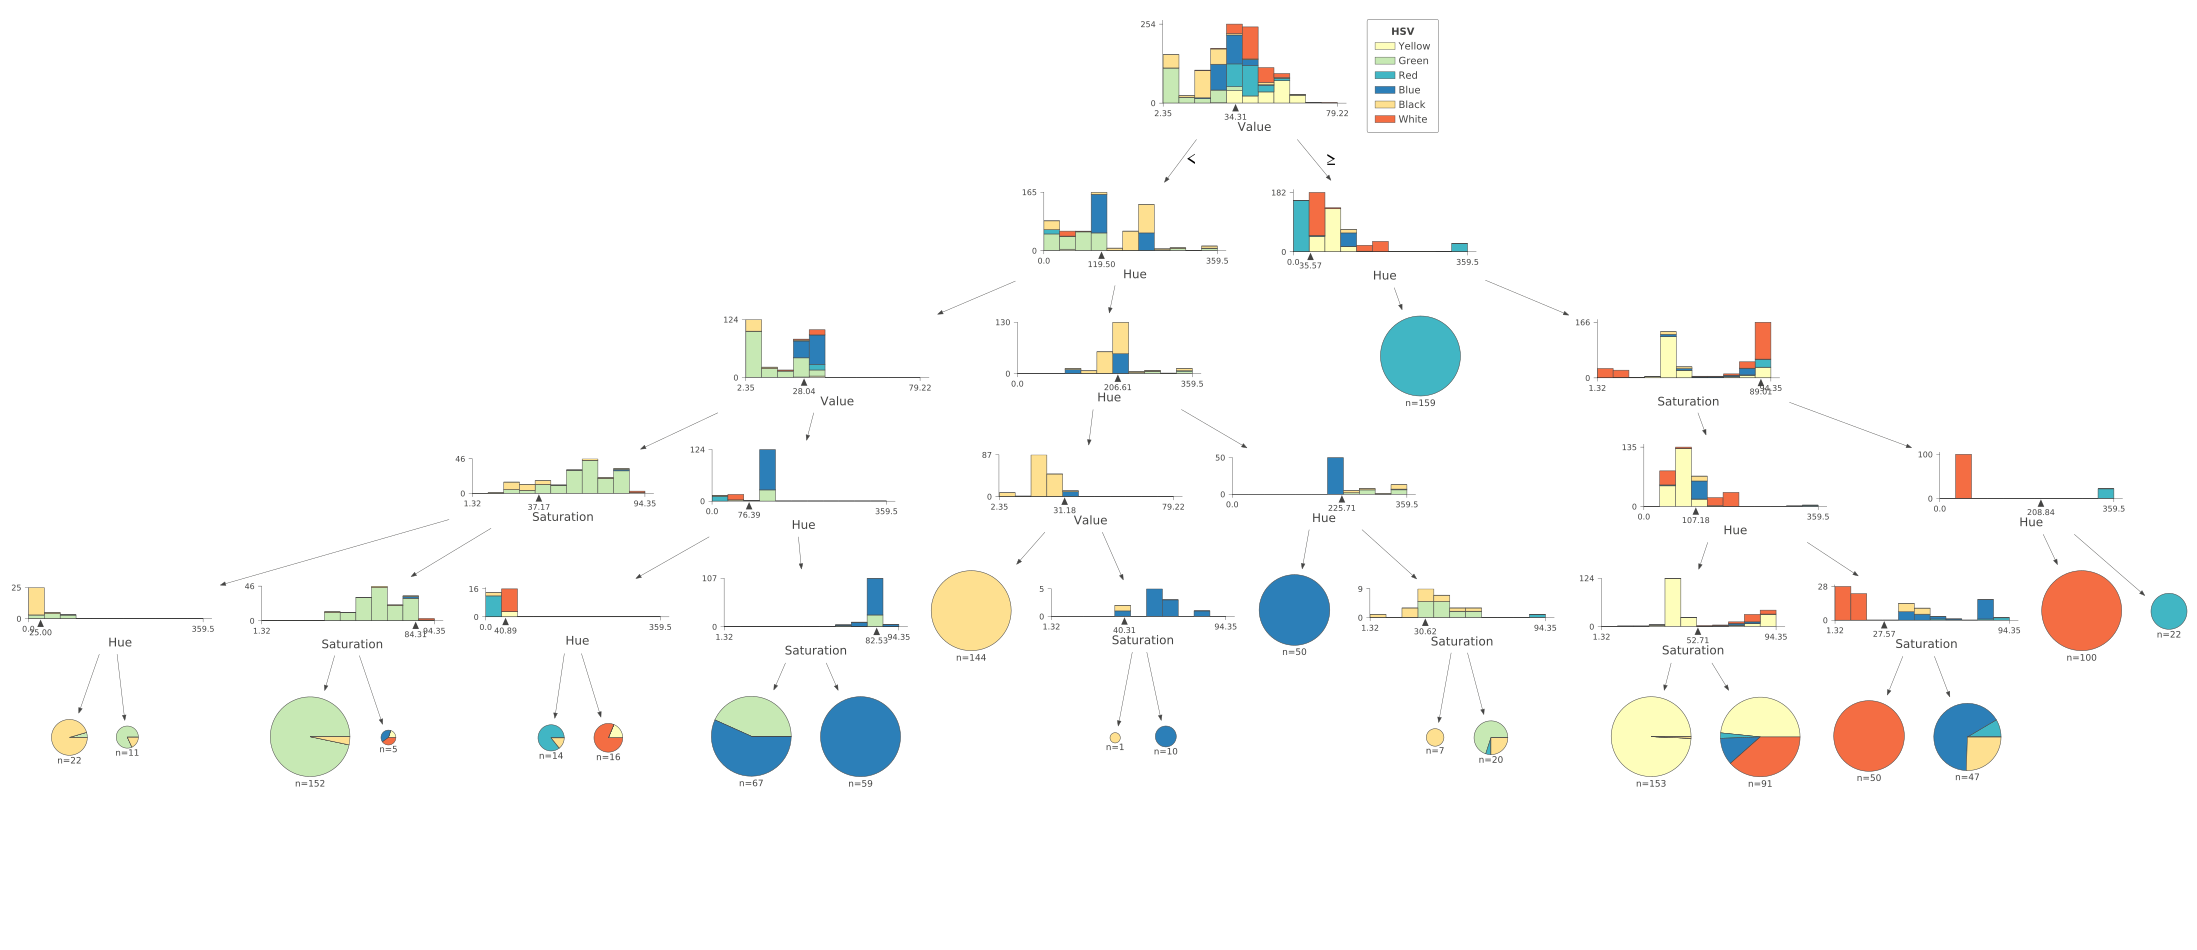 254
0
2.35
34.31
79.22
Value
HSV
Yellow
Green
Red
Blue
Black
White
<
≥
165
0
0.0
119.50
359.5
Hue
182
0
0.0
35.57
359.5
Hue
124
0
2.35
28.04
79.22
Value
130
0
0.0
206.61
359.5
Hue
n=159
166
0
1.32
89.01
94.35
Saturation
46
0
1.32
37.17
94.35
Saturation
124
0
0.0
76.39
359.5
Hue
87
0
2.35
31.18
79.22
Value
50
0
0.0
225.71
359.5
Hue
135
0
0.0
107.18
359.5
Hue
100
0
0.0
208.84
359.5
Hue
25
0
0.0
25.00
359.5
Hue
46
0
1.32
84.31
94.35
Saturation
16
0
0.0
40.89
359.5
Hue
107
0
1.32
82.53
94.35
Saturation
n=144
5
0
1.32
40.31
94.35
Saturation
n=50
9
0
1.32
30.62
94.35
Saturation
124
0
1.32
52.71
94.35
Saturation
28
0
1.32
27.57
94.35
Saturation
n=100
n=22
n=22
n=11
n=152
n=5
n=14
n=16
n=67
n=59
n=1
n=10
n=7
n=20
n=153
n=91
n=50
n=47